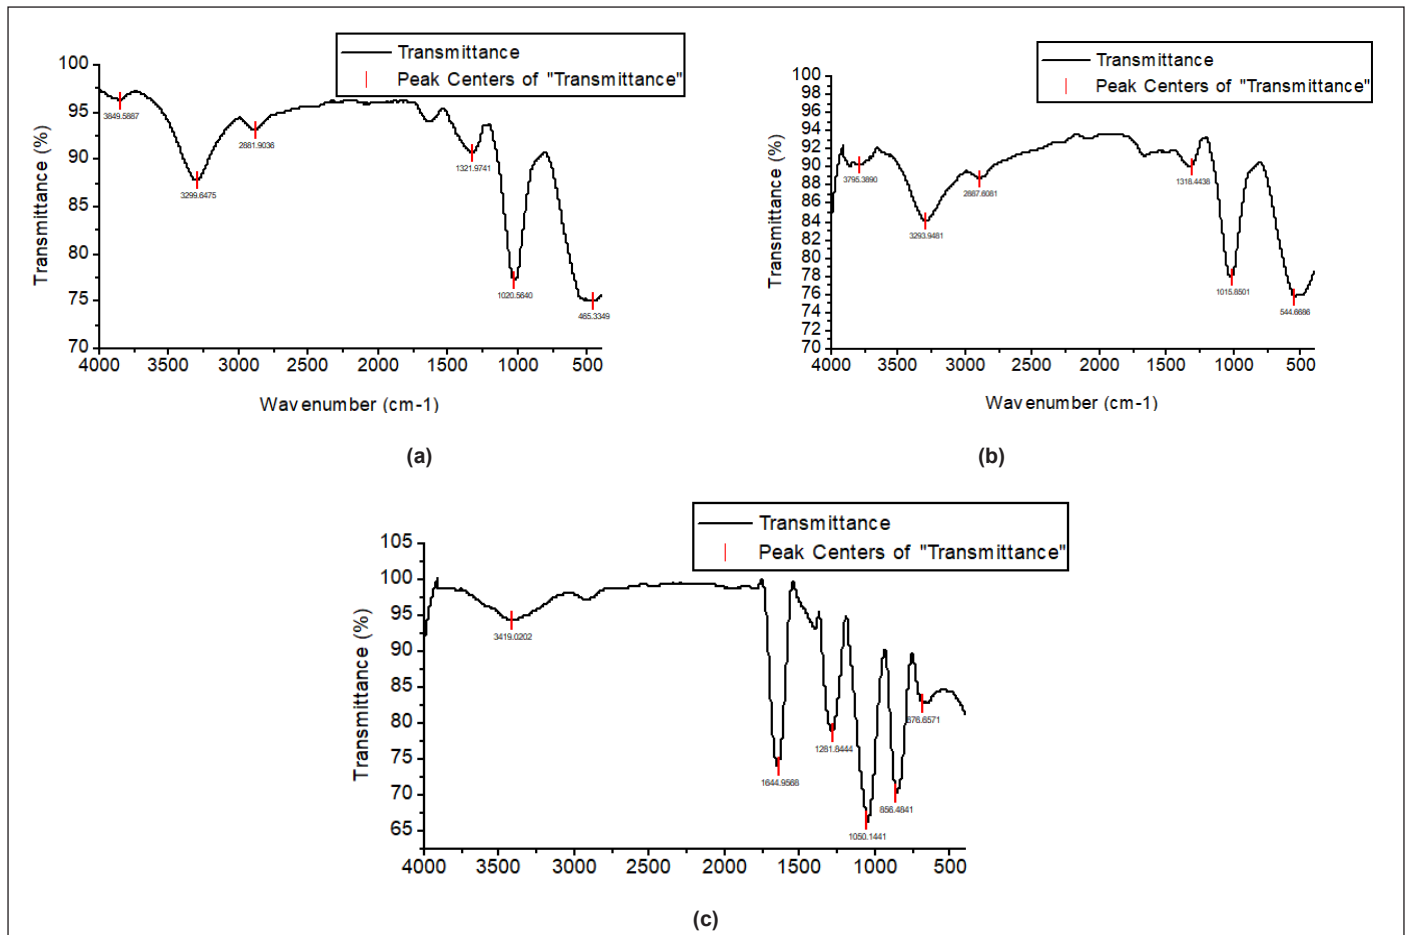 Transmittance
Peak Centers of "Transmittance"
100
95
90
85
80
75
70
Transmittance (%)
3849.5867
3299.6475
2881.9036
1321.9741
1020.5640
465.3349
4000 3500 3000 2500 2000 1500 1000 500
Wavenumber (cm-1)
(a)
Transmittance
Peak Centers of "Transmittance"
100
98
96
94
92
90
88
86
84
82
80
78
76
74
72
70
Transmittance (%)
3795.3890
3293.9481
2887.6081
1318.4438
1015.6501
544.6686
4000 3500 3000 2500 2000 1500 1000 500
Wavenumber (cm-1)
(b)
Transmittance
Peak Centers of "Transmittance"
105
100
95
90
85
80
75
70
65
Transmittance (%)
3419.0202
1644.9568
1281.8444
1050.1441
856.4841
676.6571
4000 3500 3000 2500 2000 1500 1000 500
(c)